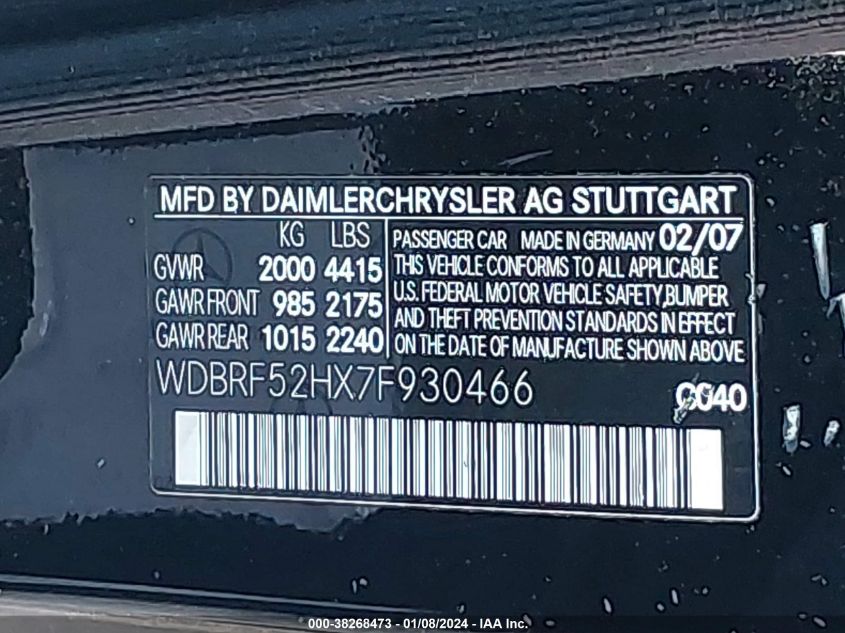 MFD BY DAIMLERCHRYSLER AG STUTTGART
KG LBS
GVWR 2000 4415
GAWR FRONT 985 2175
GAWR REAR 1015 2240
PASSENGER CAR MADE IN GERMANY 02/07
THIS VEHICLE CONFORMS TO ALL APPLICABLE
U.S. FEDERAL MOTOR VEHICLE SAFETY,BUMPER
AND THEFT PREVENTION STANDARDS IN EFFECT
ON THE DATE OF MANUFACTURE SHOWN ABOVE
WDBRF52HX7F930466
C040
000-38268473 - 01/08/2024 - IAA Inc.